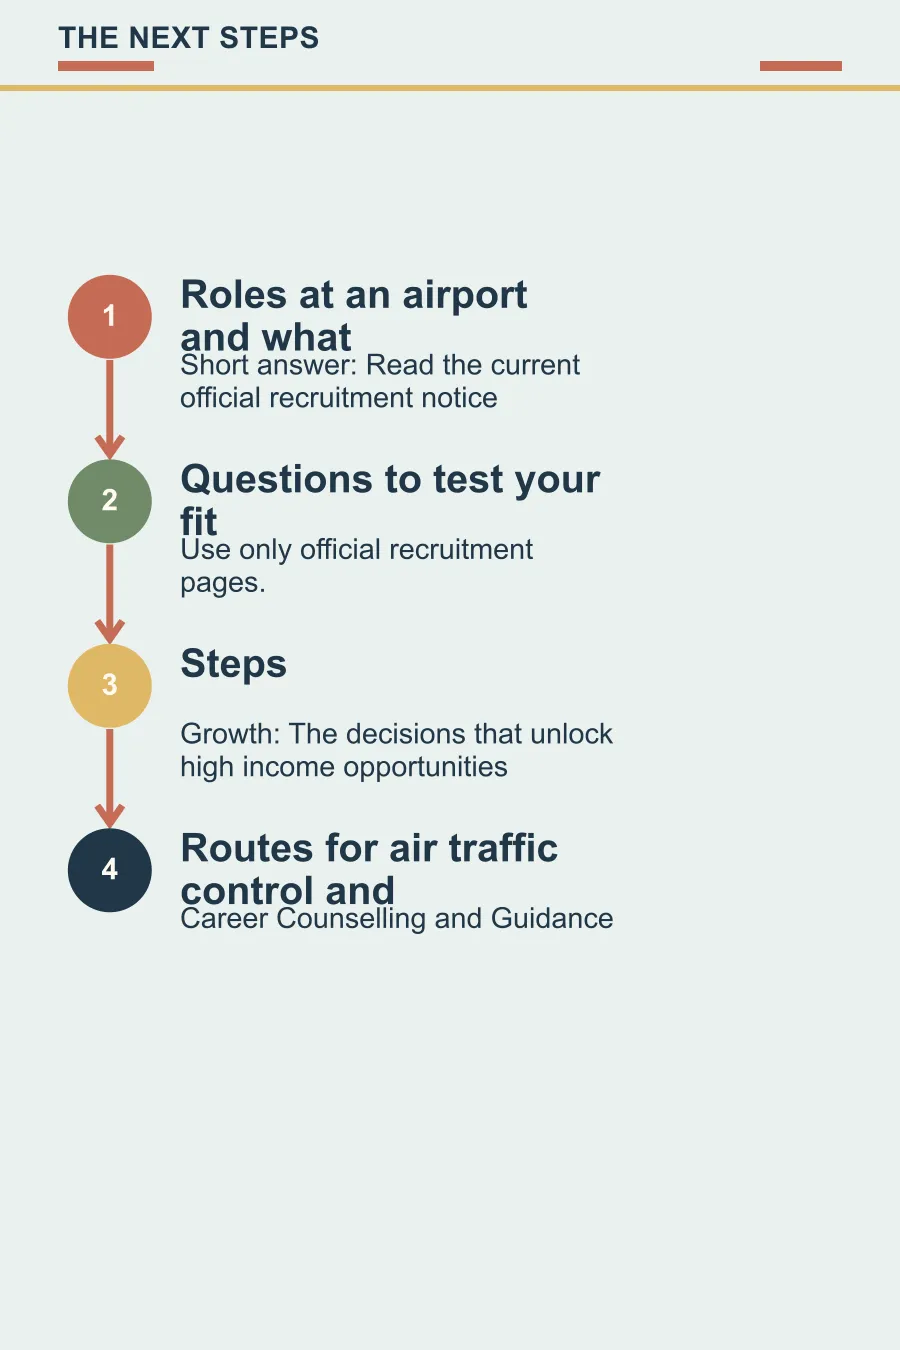 THE NEXT STEPS
1
Roles at an airport
and what
Short answer: Read the current
official recruitment notice
2
Questions to test your
fit
Use only official recruitment
pages.
3
Steps
Growth: The decisions that unlock
high income opportunities
4
Routes for air traffic
control and
Career Counselling and Guidance